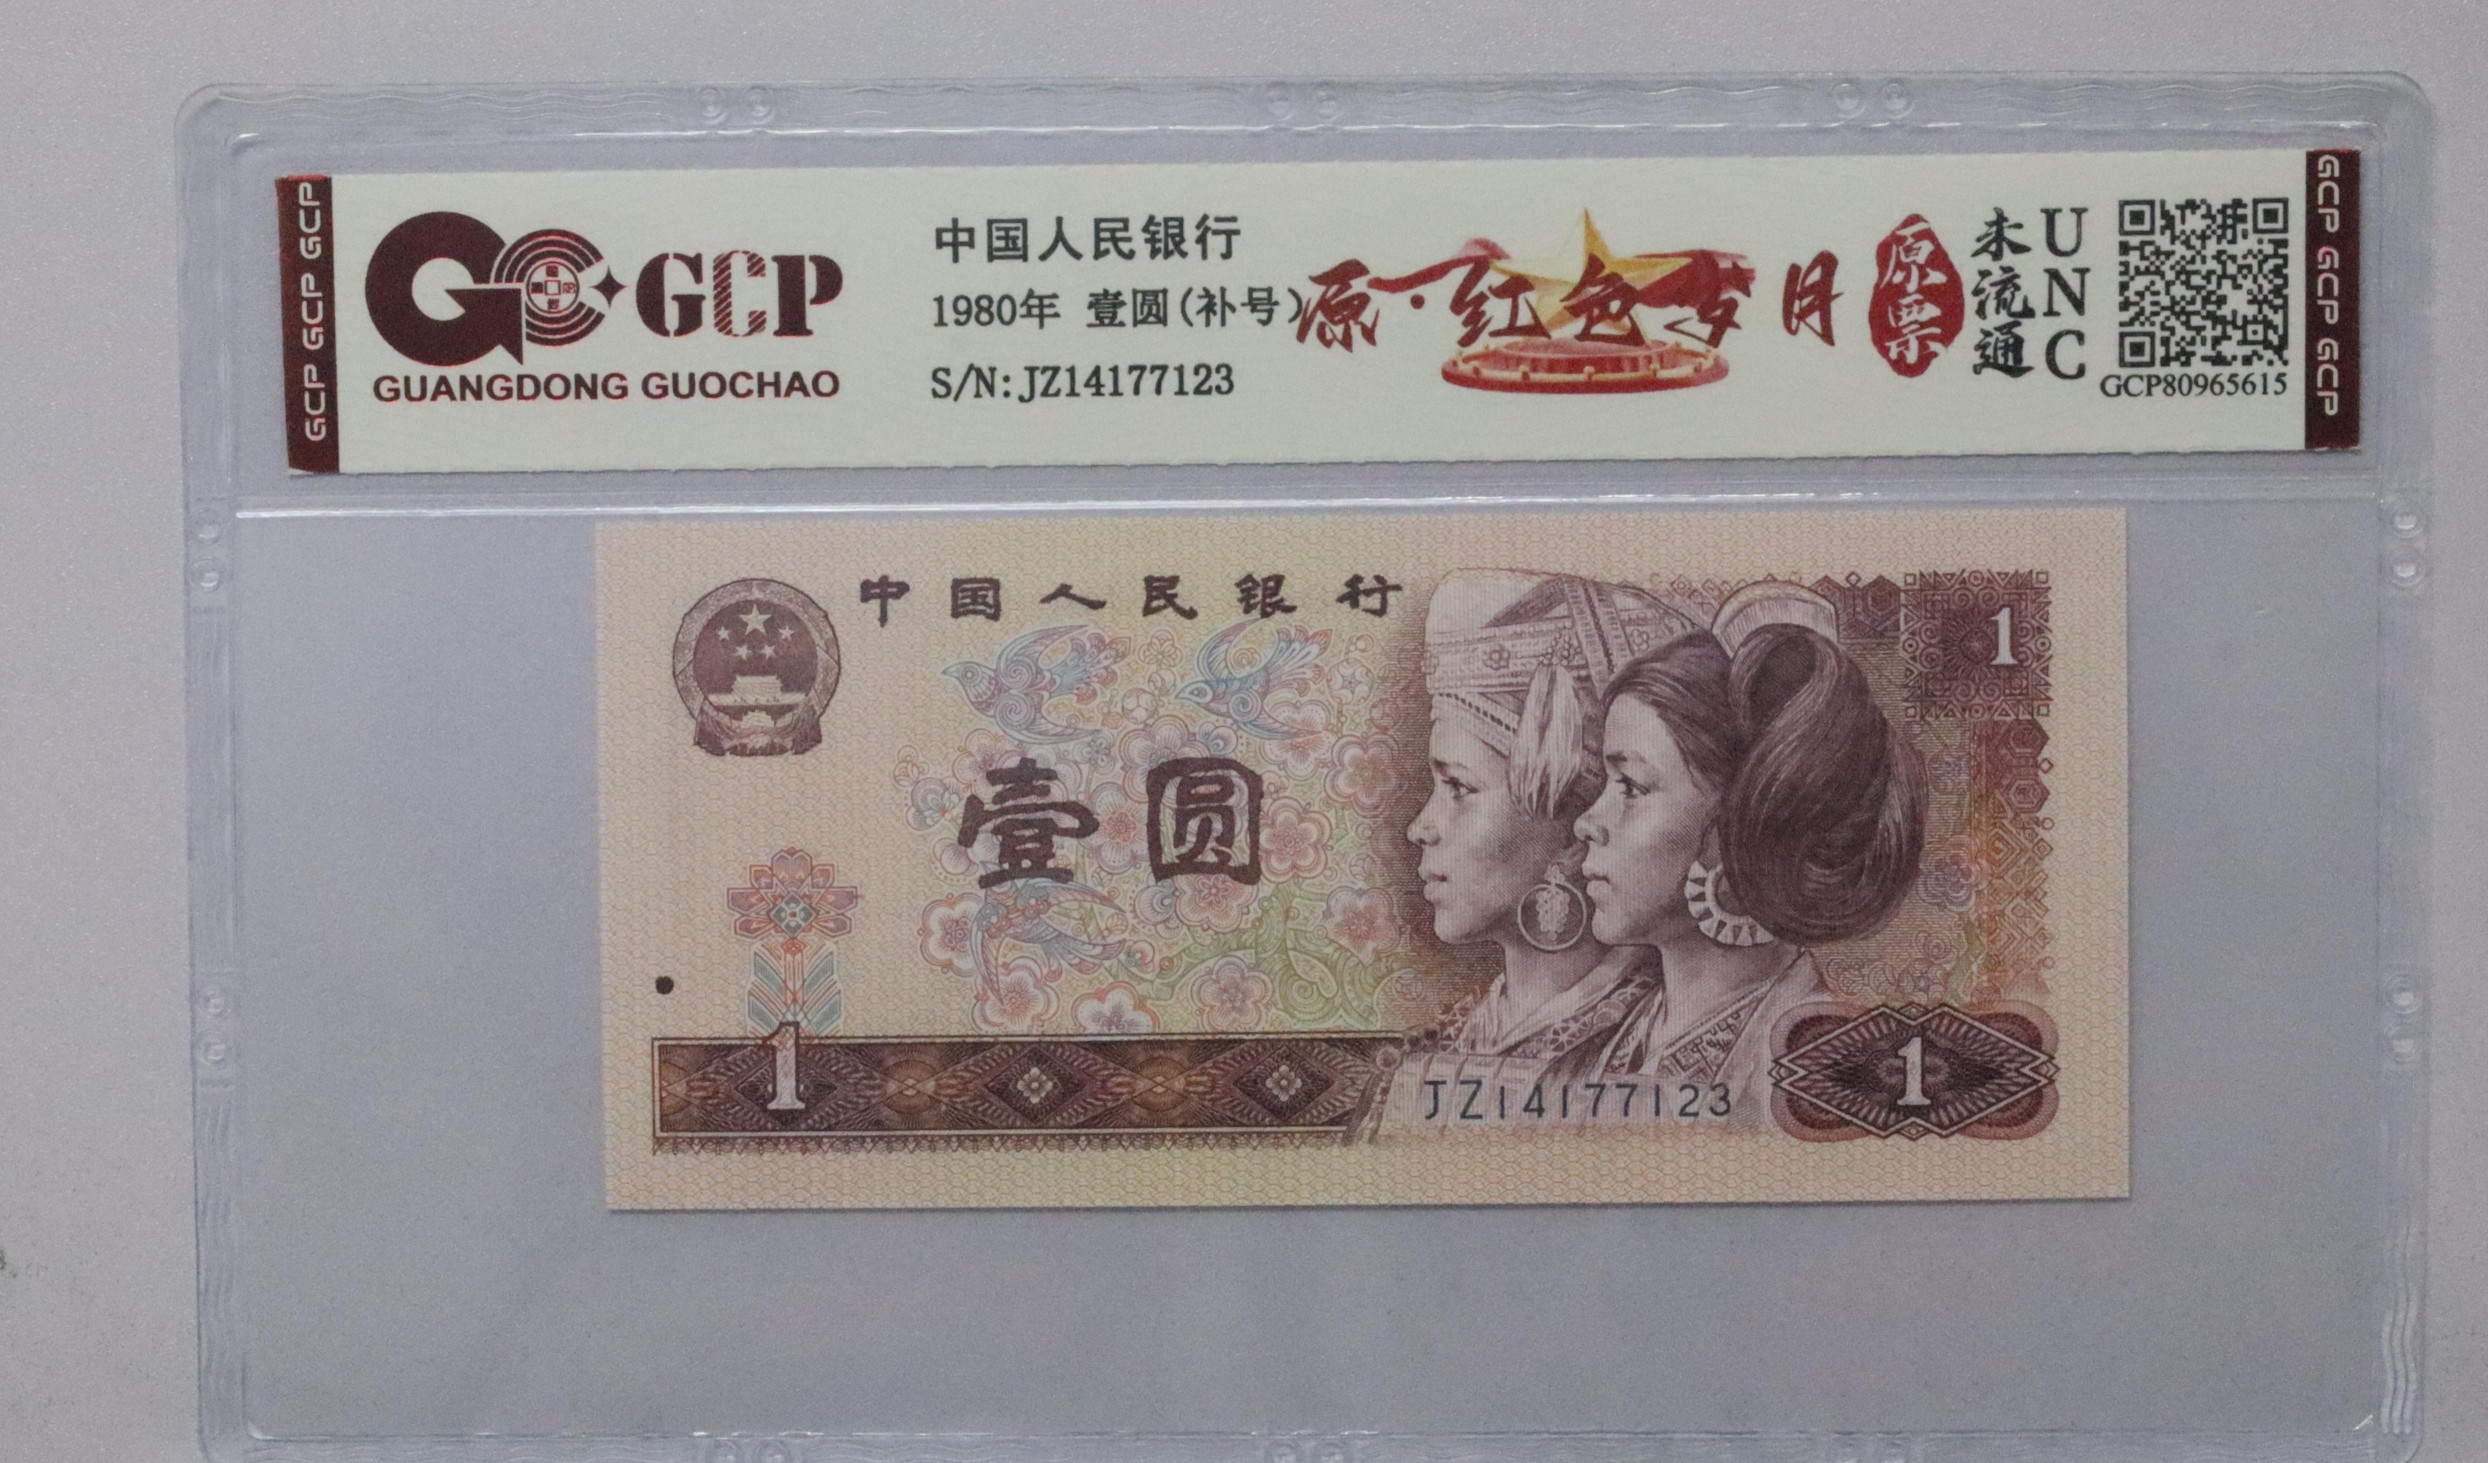 GCP GCP GCP
GCP
GUANGDONG GUOCHAO
中国人民银行
1980年 壹圆(补号)
S/N:JZ14177123
红色岁月
原票
未流通
UNC
GCP80965615
GCP GCP GCP
中国人民银行
1
壹圆
1
JZ14177123
1